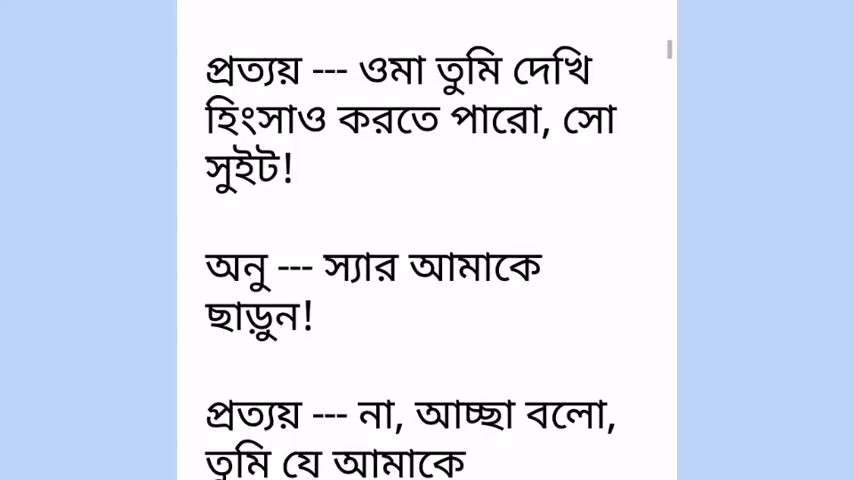 প্রত্যয় --- ওমা তুমি দেখি
হিংসাও করতে পারো, সো
সুইট!
অনু --- স্যার আমাকে
ছাড়ুন!
প্রত্যয় --- না, আচ্ছা বলো,
তুমি যে আমাকে